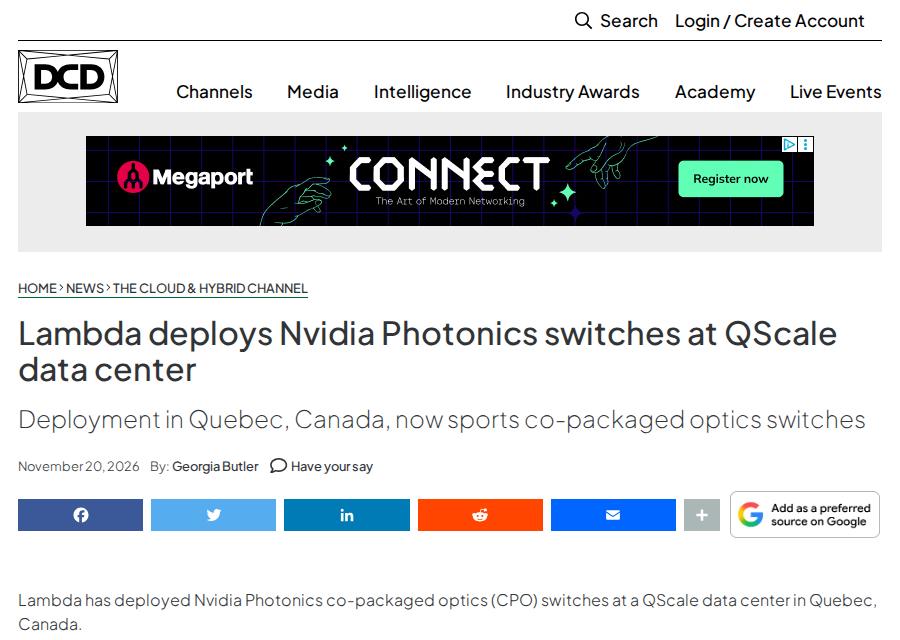 Search Login / Create Account
DCD
Channels Media Intelligence Industry Awards Academy Live Events
Megaport CONNECT Register now
The Art of Modern Networking
HOME > NEWS > THE CLOUD & HYBRID CHANNEL
Lambda deploys Nvidia Photonics switches at QScale
data center
Deployment in Quebec, Canada, now sports co-packaged optics switches
November 20, 2026 By: Georgia Butler Have your say
Add as a preferred
source on Google
Lambda has deployed Nvidia Photonics co-packaged optics (CPO) switches at a QScale data center in Quebec,
Canada.